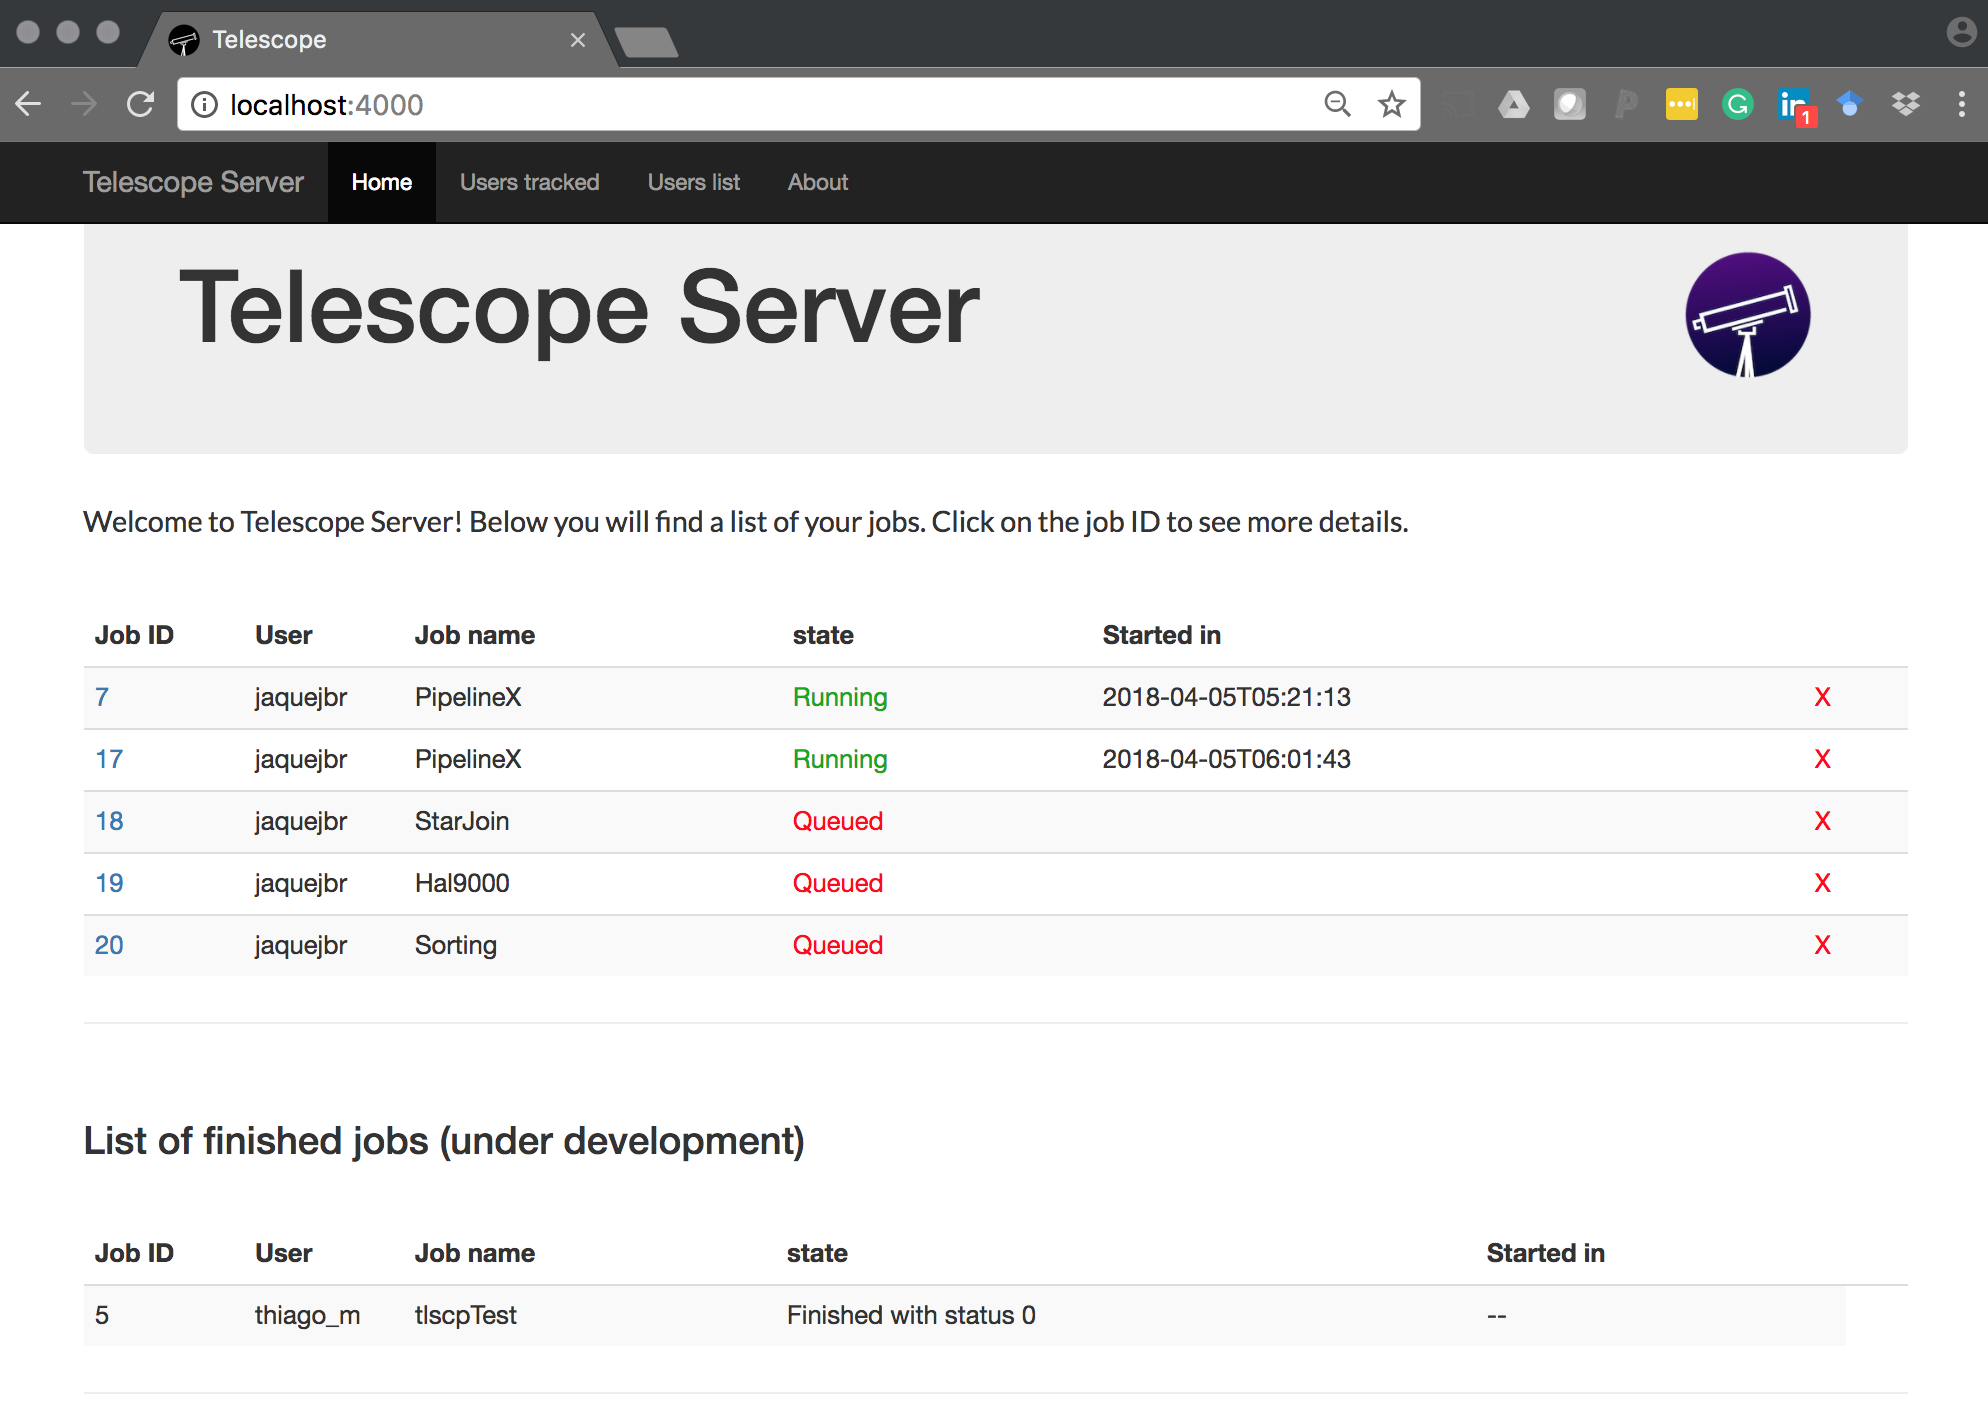 Telescope
localhost:4000
1
Telescope Server Home Users tracked Users list About
Telescope Server
Welcome to Telescope Server! Below you will find a list of your jobs. Click on the job ID to see more details.
Job ID User Job name state Started in
7 jaquejbr PipelineX Running 2018-04-05T05:21:13 X
17 jaquejbr PipelineX Running 2018-04-05T06:01:43 X
18 jaquejbr StarJoin Queued X
19 jaquejbr Hal9000 Queued X
20 jaquejbr Sorting Queued X
List of finished jobs (under development)
Job ID User Job name state Started in
5 thiago_m tlscpTest Finished with status 0 --